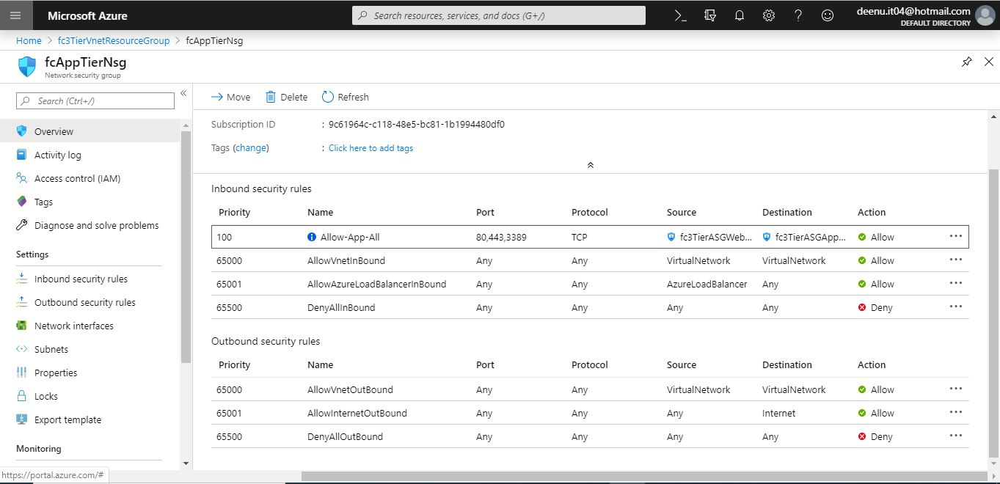 Microsoft Azure
Search resources, services, and docs (G+/)
deenu.it04@hotmail.com
DEFAULT DIRECTORY
Home > fc3TierVnetResourceGroup > fcAppTierNsg
fcAppTierNsg
Network security group
Search (Ctrl+/)
Overview
Activity log
Access control (IAM)
Tags
Diagnose and solve problems
Settings
Inbound security rules
Outbound security rules
Network interfaces
Subnets
Properties
Locks
Export template
Monitoring
https://portal.azure.com/#
Move Delete Refresh
Subscription ID : 9c61964c-c118-48e5-bc81-1b1994480df0
Tags (change) : Click here to add tags
Inbound security rules
Priority Name Port Protocol Source Destination Action
100 Allow-App-All 80,443,3389 TCP fc3TierASGWeb... fc3TierASGApp... Allow
65000 AllowVnetInBound Any Any VirtualNetwork VirtualNetwork Allow
65001 AllowAzureLoadBalancerInBound Any Any AzureLoadBalancer Any Allow
65500 DenyAllInBound Any Any Any Any Deny
Outbound security rules
Priority Name Port Protocol Source Destination Action
65000 AllowVnetOutBound Any Any VirtualNetwork VirtualNetwork Allow
65001 AllowInternetOutBound Any Any Any Internet Allow
65500 DenyAllOutBound Any Any Any Any Deny